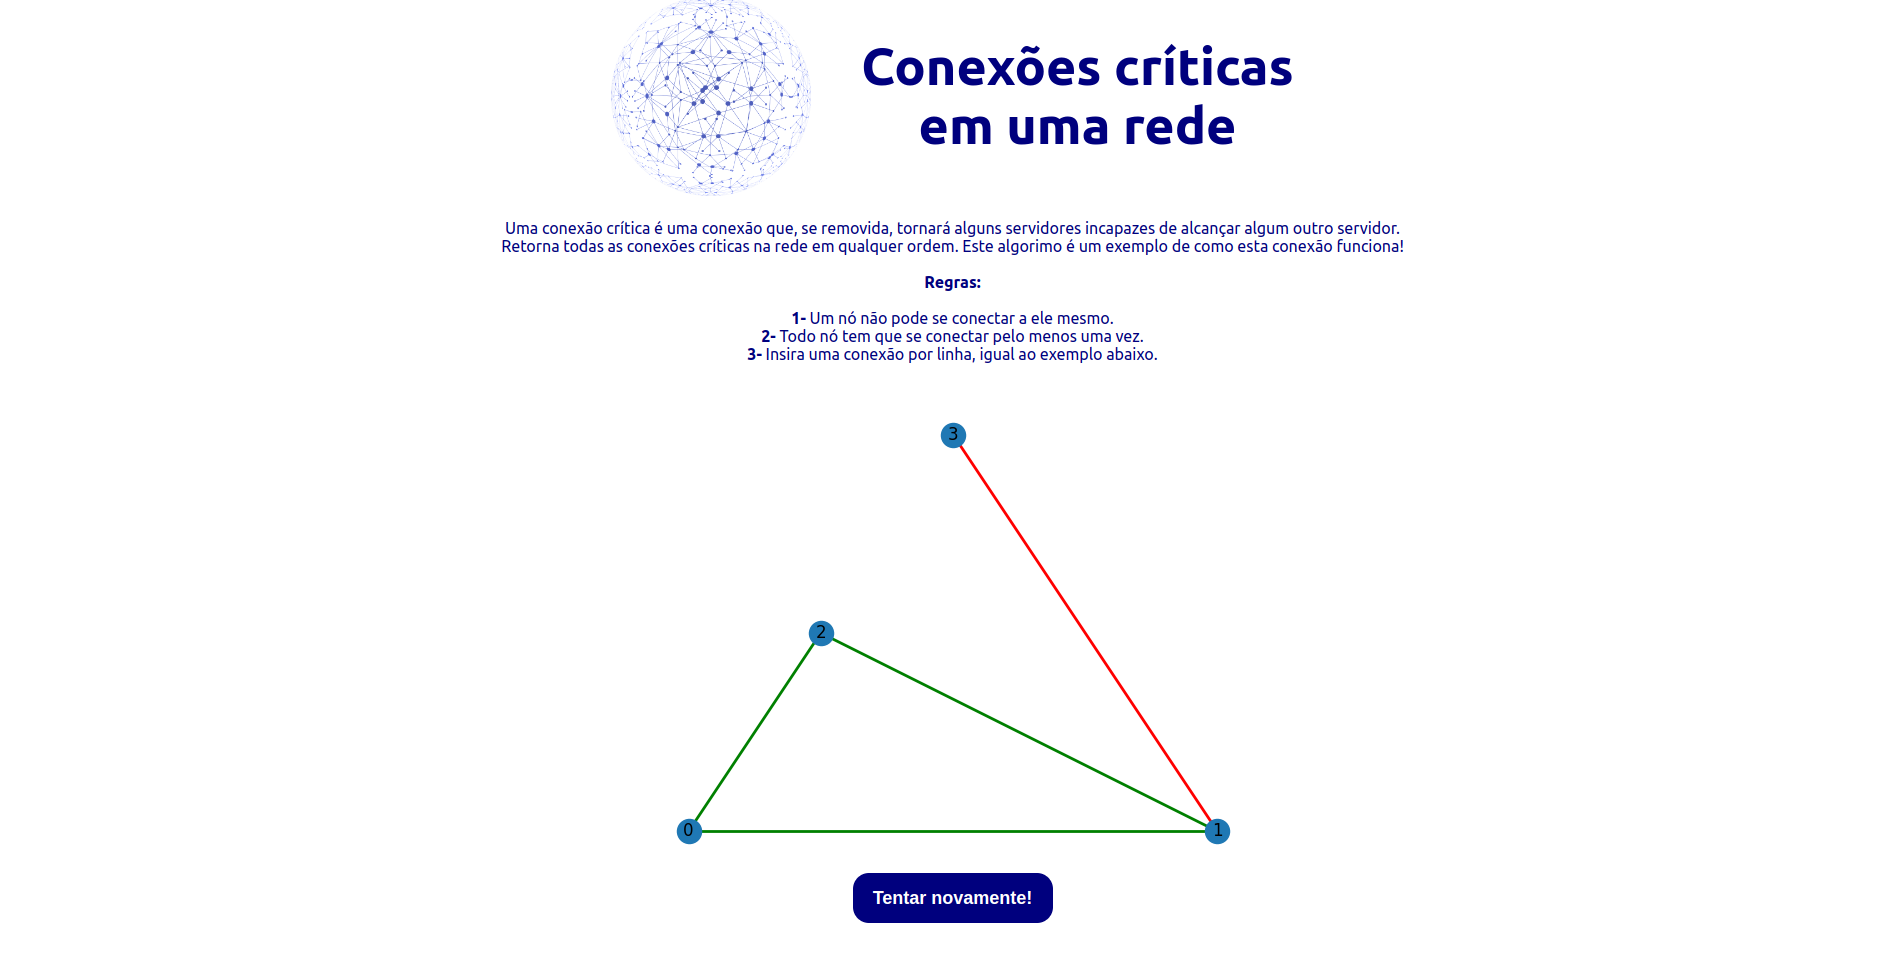 Conexões críticas
em uma rede
Uma conexão crítica é uma conexão que, se removida, tornará alguns servidores incapazes de alcançar algum outro servidor.
Retorna todas as conexões críticas na rede em qualquer ordem. Este algorimo é um exemplo de como esta conexão funciona!
Regras:
1- Um nó não pode se conectar a ele mesmo.
2- Todo nó tem que se conectar pelo menos uma vez.
3- Insira uma conexão por linha, igual ao exemplo abaixo.
3
2
0
1
Tentar novamente!